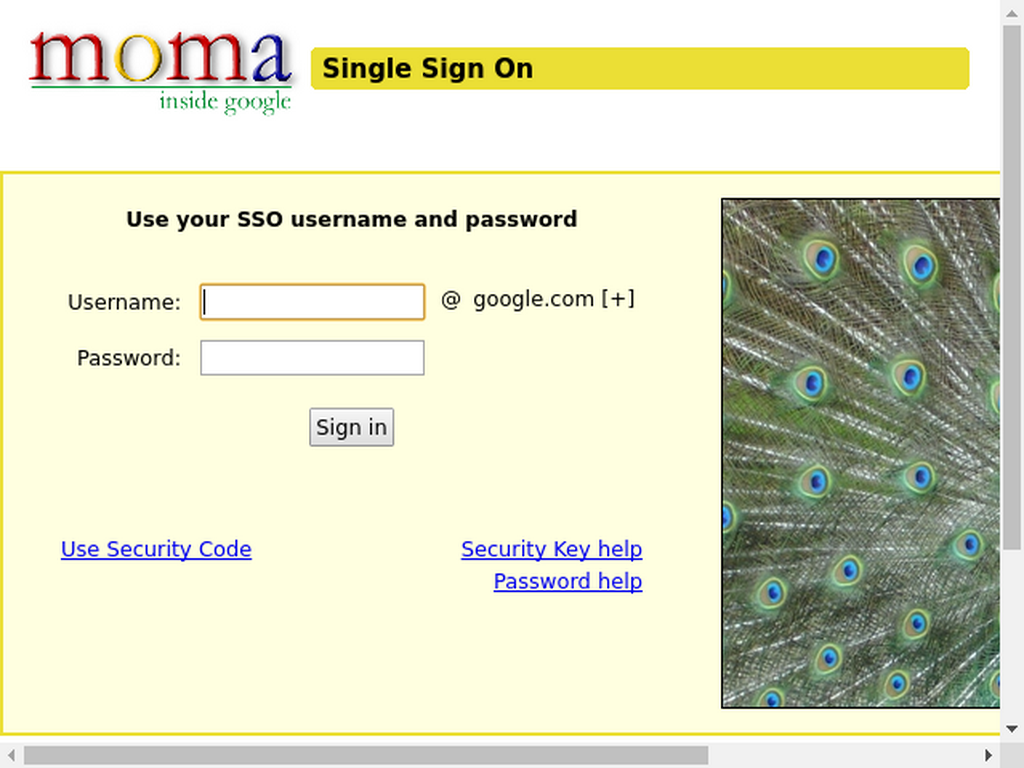 moma
inside google
Single Sign On
Use your SSO username and password
Username: @ google.com [+]
Password:
Sign in
Use Security Code Security Key help
Password help